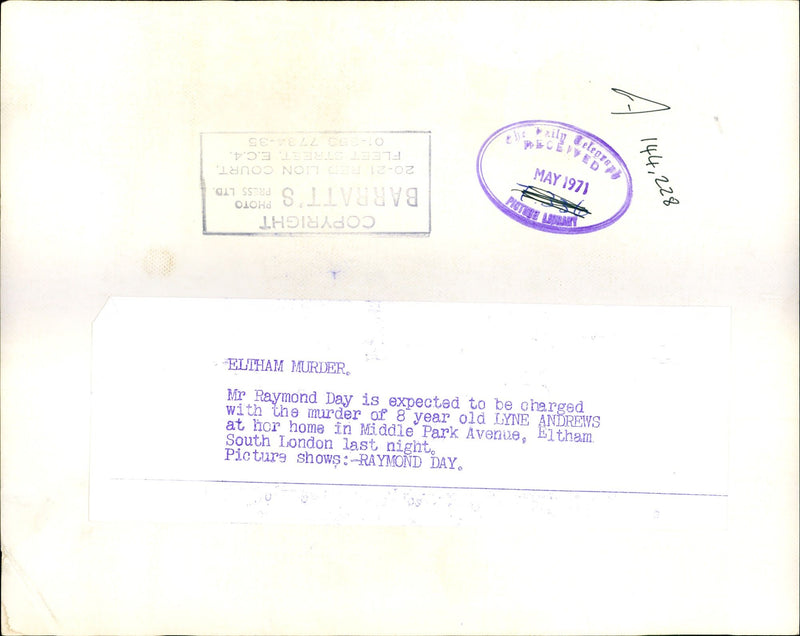 COPYRIGHT
BARRATT'S PHOTO PRESS LTD.
20-21 RED LION COURT,
FLEET STREET, E.C.4.
01-353 7734-35
The Daily Telegraph
RECEIVED
MAY 1971
PICTURE LIBRARY
144,228
ELTHAM MURDER.
Mr Raymond Day is expected to be charged
with the murder of 8 year old LYNE ANDREWS
at her home in Middle Park Avenue, Eltham
South London last night.
Picture shows:-RAYMOND DAY.